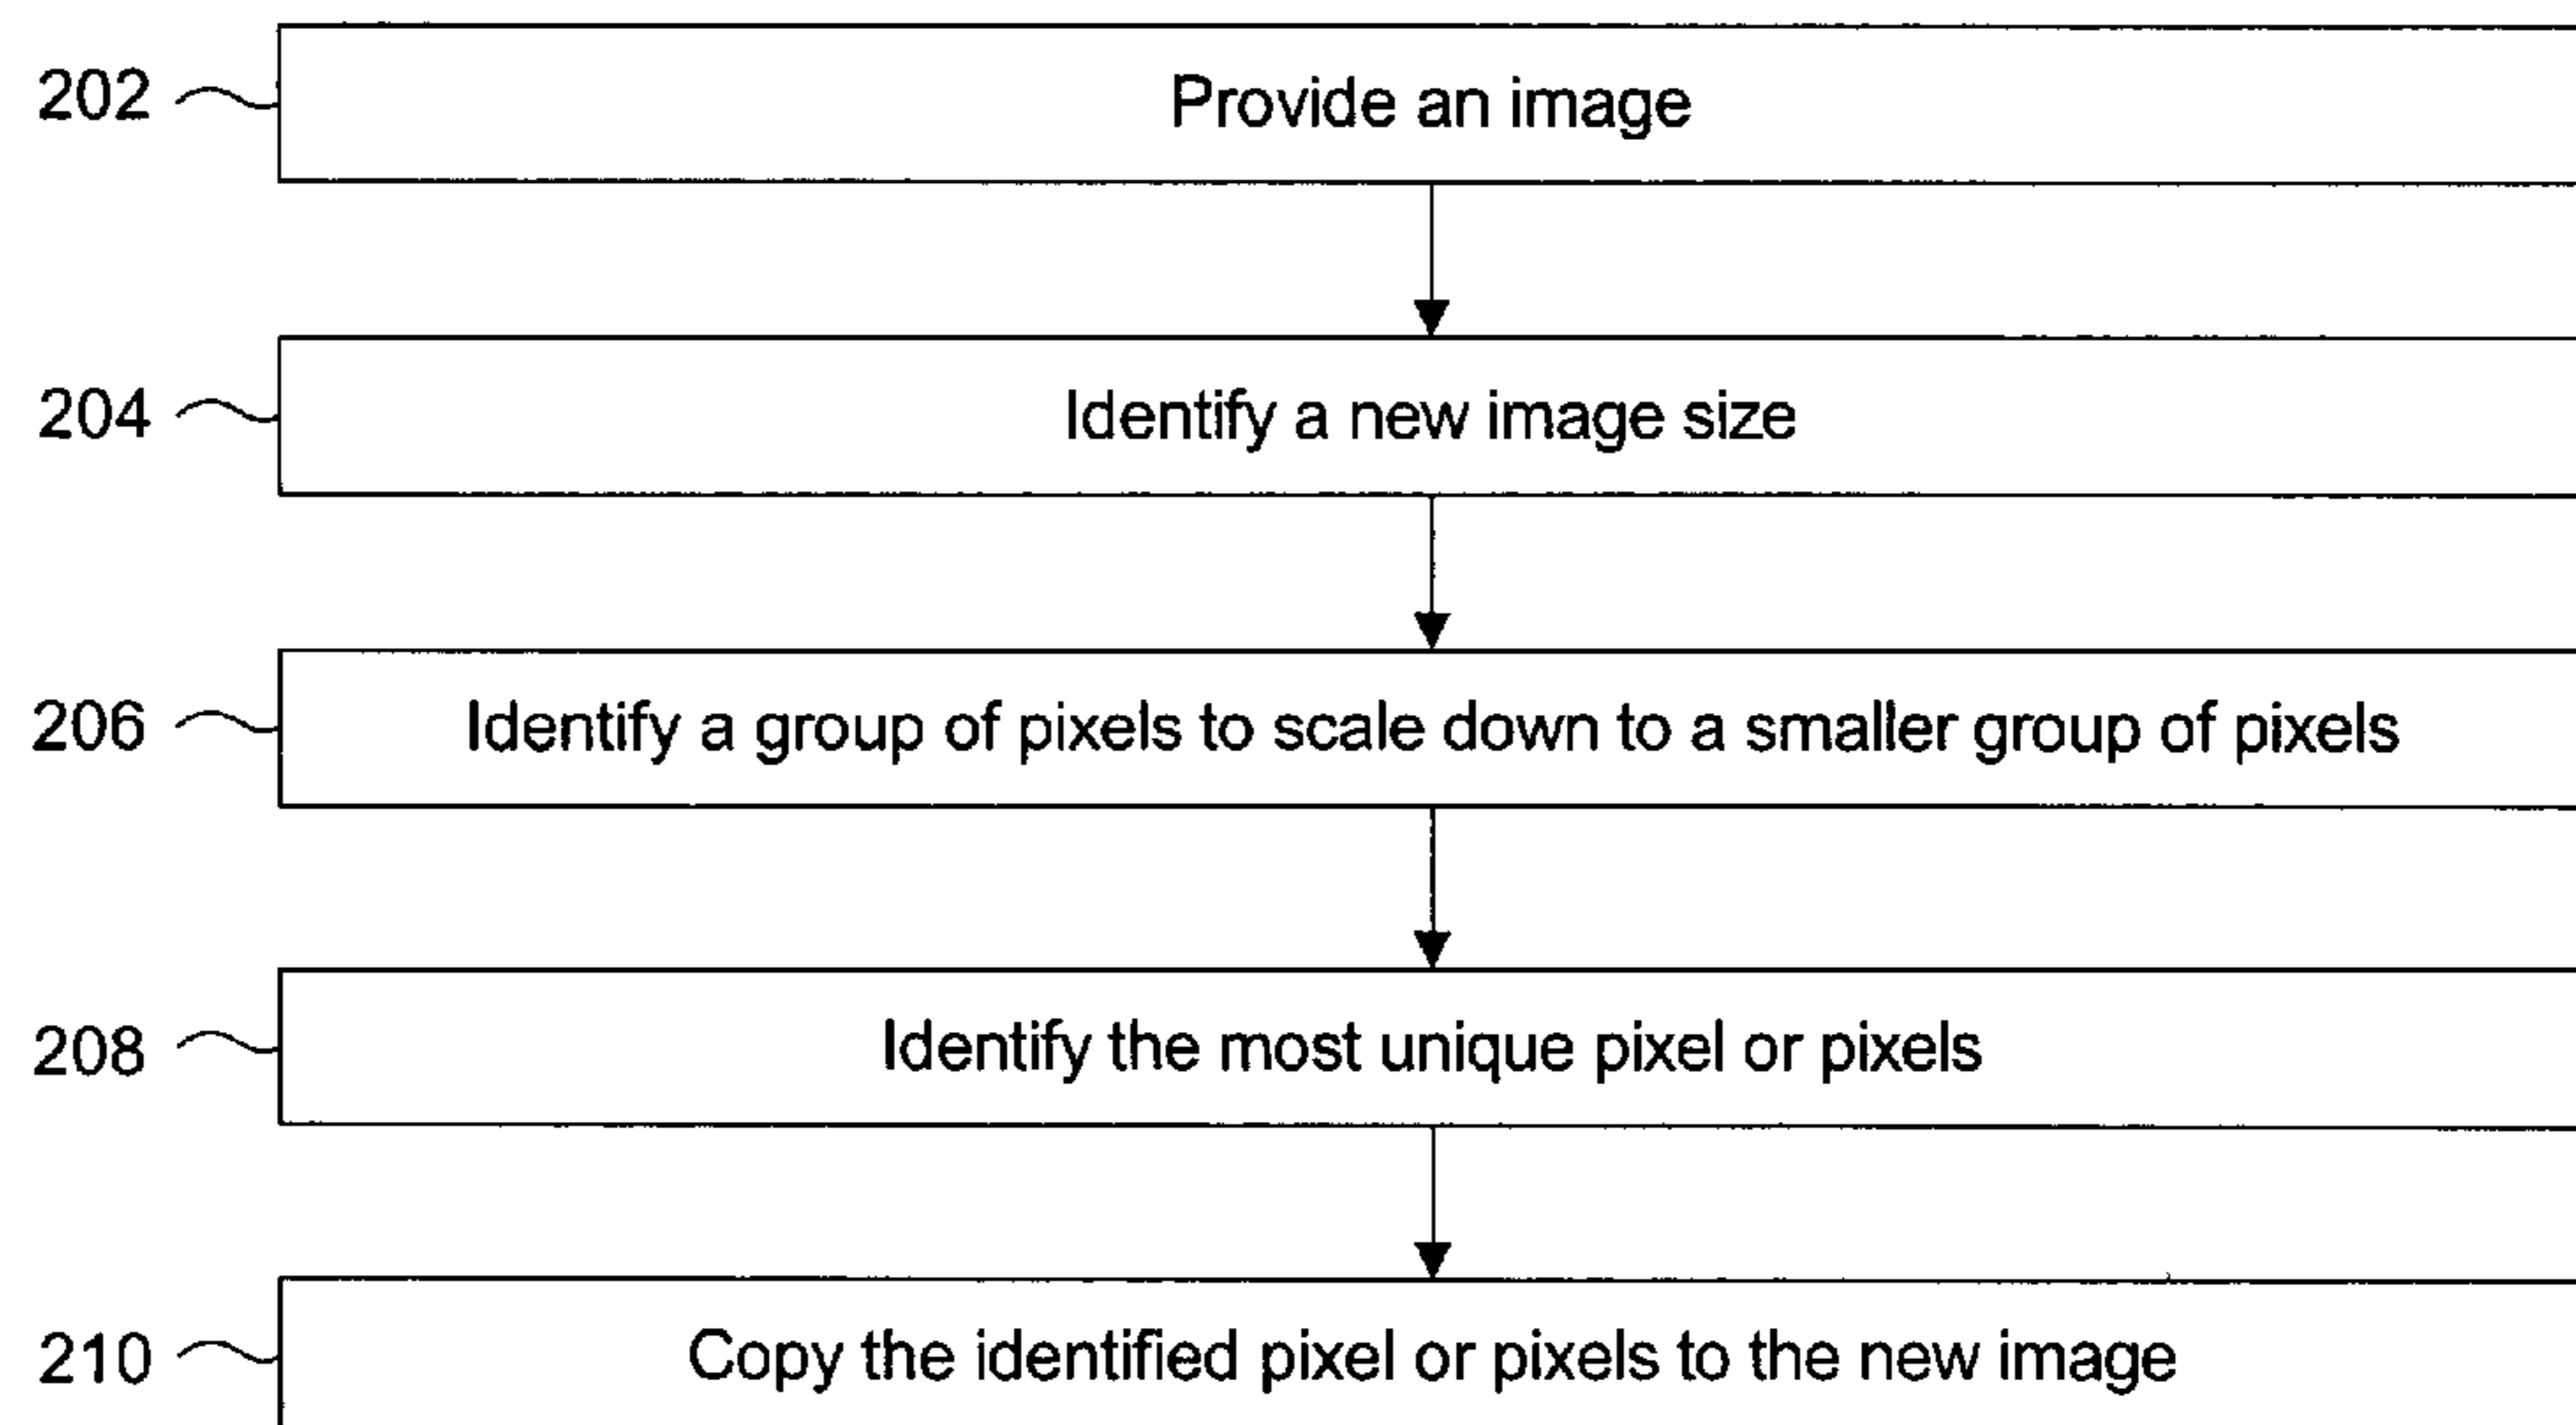 202 Provide an image
204 Identify a new image size
206 Identify a group of pixels to scale down to a smaller group of pixels
208 Identify the most unique pixel or pixels
210 Copy the identified pixel or pixels to the new image